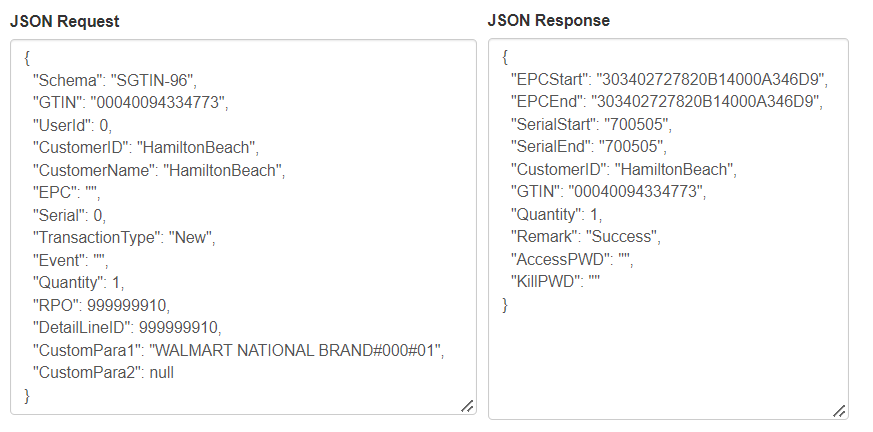 JSON Request
{
"Schema": "SGTIN-96",
"GTIN": "00040094334773",
"UserId": 0,
"CustomerID": "HamiltonBeach",
"CustomerName": "HamiltonBeach",
"EPC": "",
"Serial": 0,
"TransactionType": "New",
"Event": "",
"Quantity": 1,
"RPO": 999999910,
"DetailLineID": 999999910,
"CustomPara1": "WALMART NATIONAL BRAND#000#01",
"CustomPara2": null
}
JSON Response
{
"EPCStart": "303402727820B14000A346D9",
"EPCEnd": "303402727820B14000A346D9",
"SerialStart": "700505",
"SerialEnd": "700505",
"CustomerID": "HamiltonBeach",
"GTIN": "00040094334773",
"Quantity": 1,
"Remark": "Success",
"AccessPWD": "",
"KillPWD": ""
}